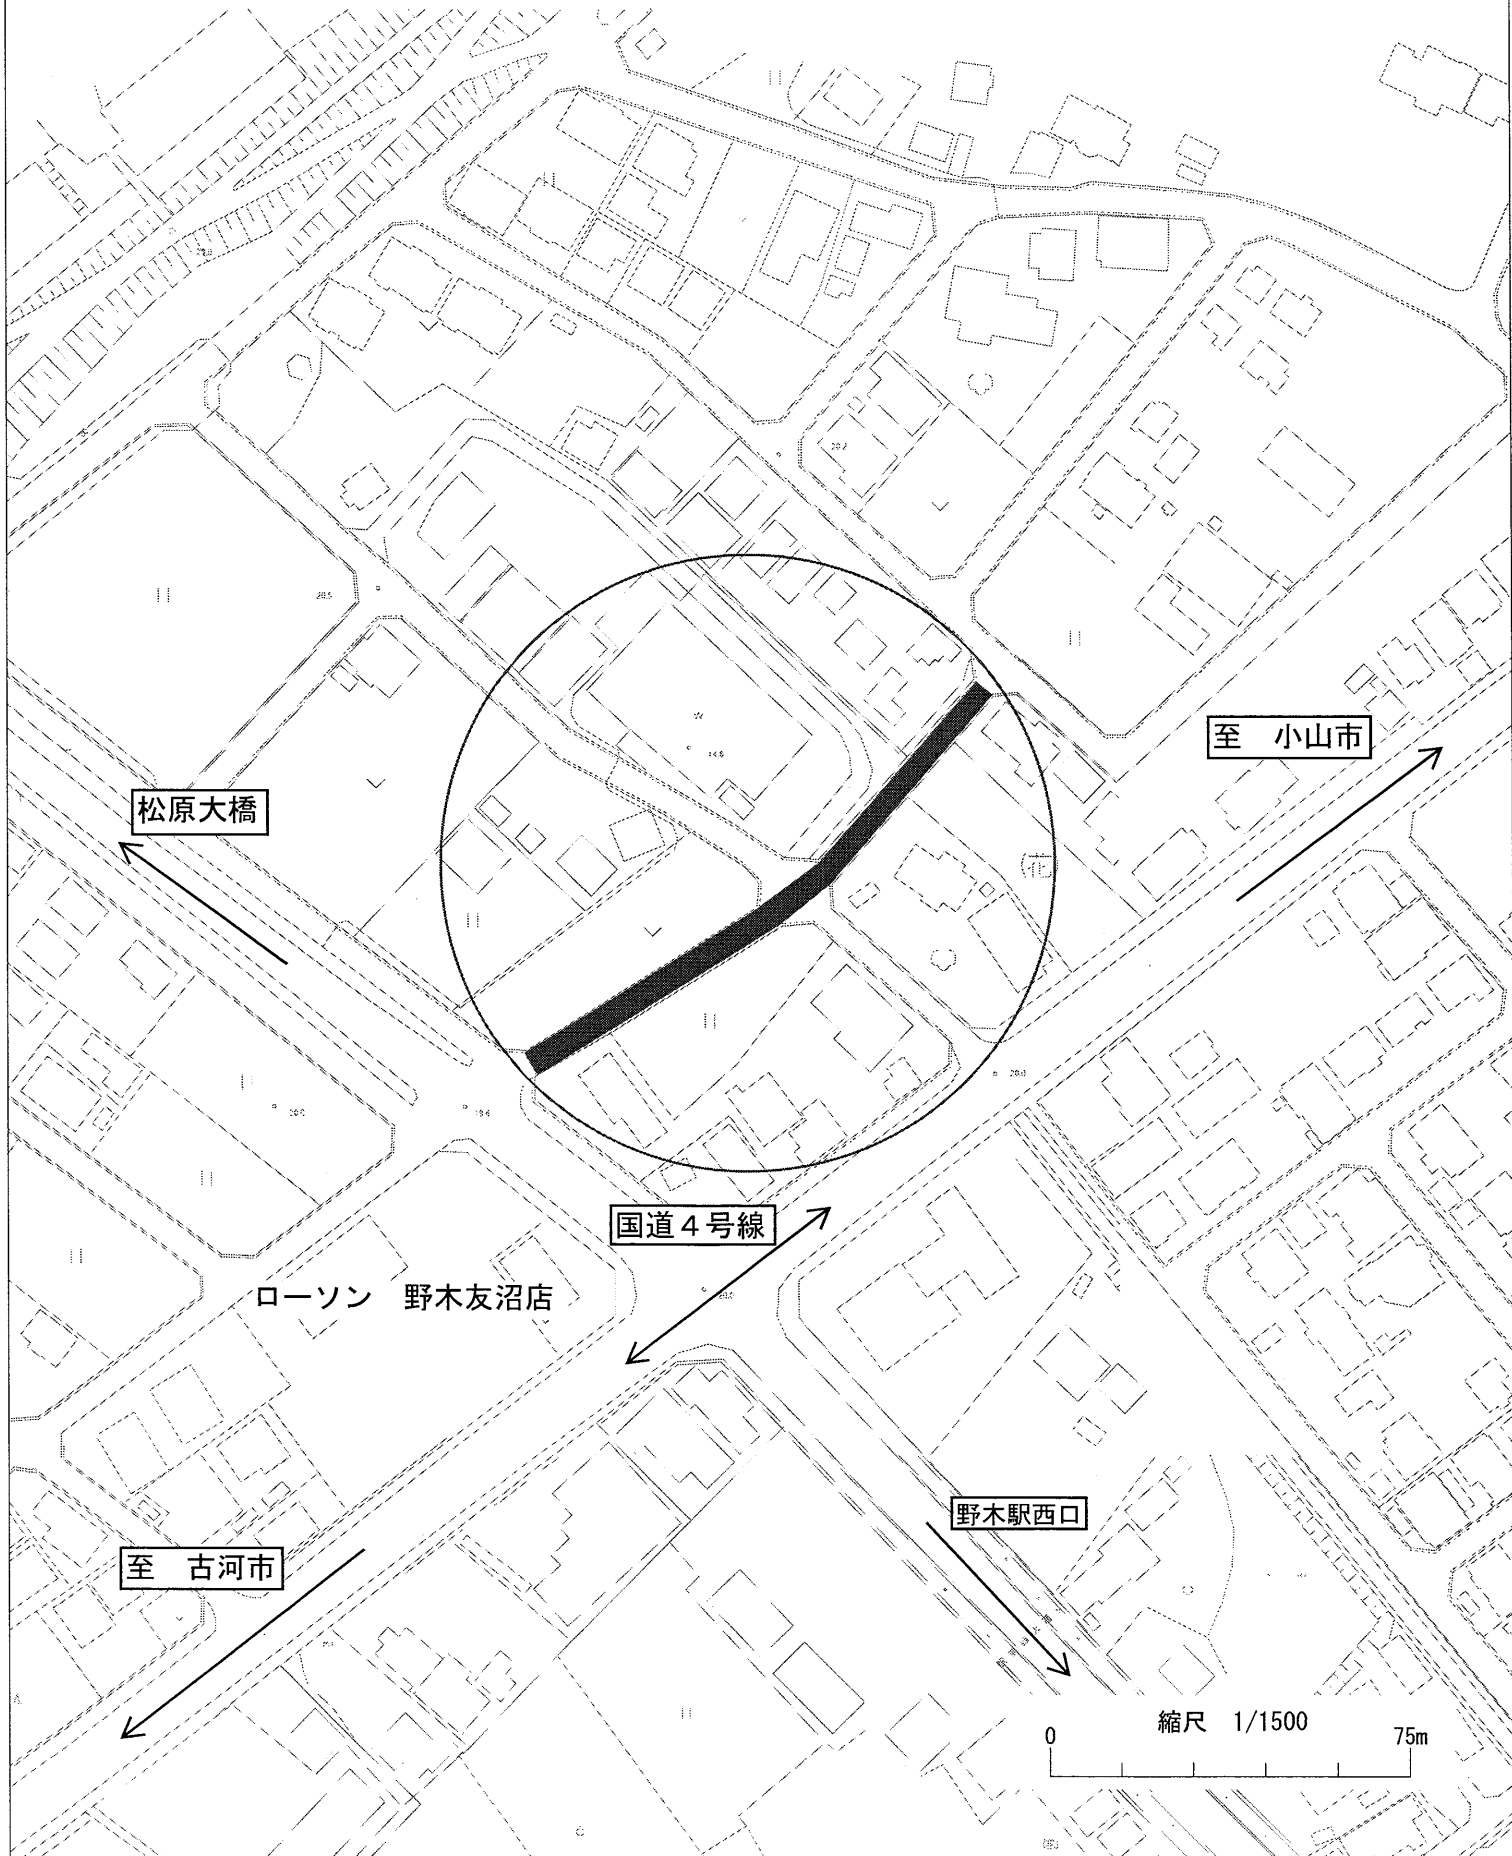 至　小山市
松原大橋
国道４号線
ローソン　野木友沼店
野木駅西口
至　古河市
縮尺　1/1500
0
75m